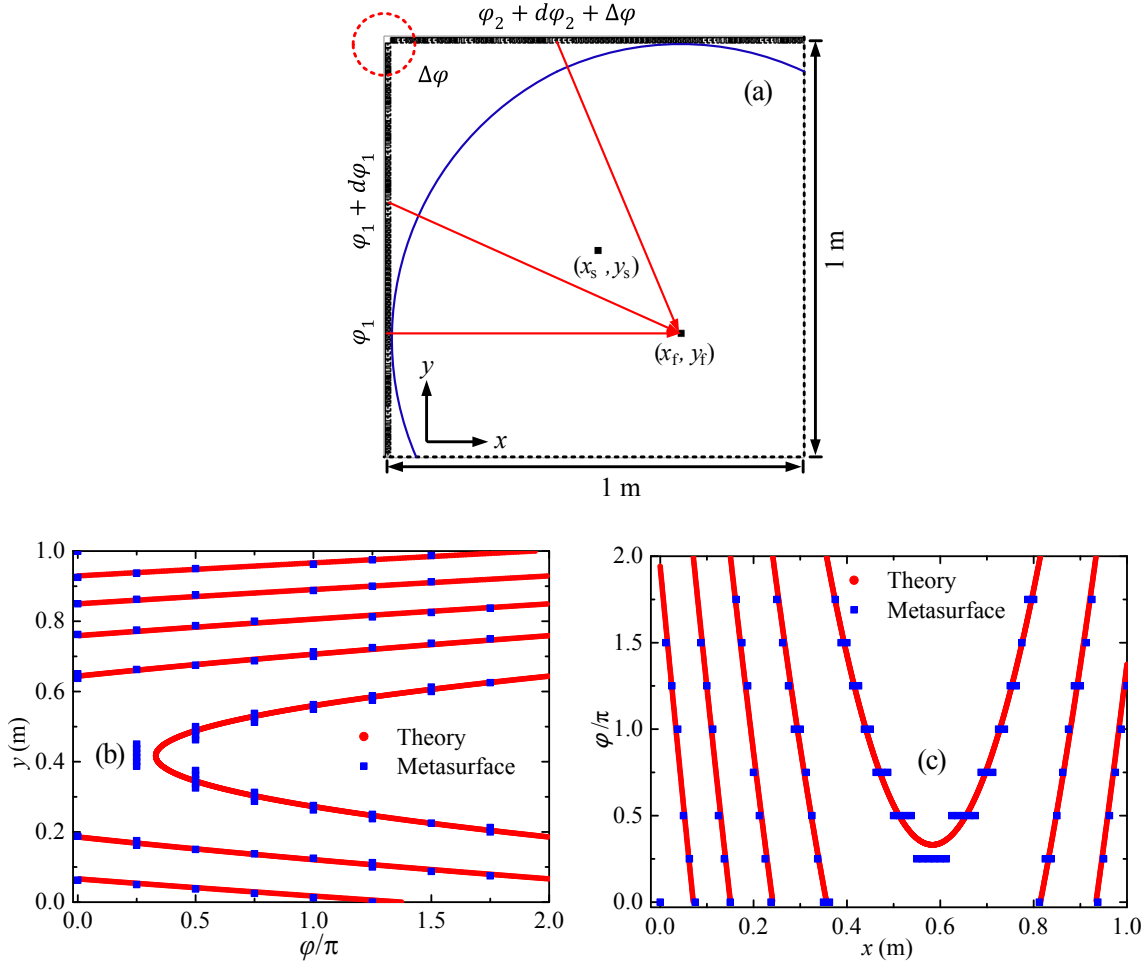 φ₂ + dφ₂ + Δφ
Δφ
(a)
φ₁ + dφ₁
φ₁
(xₛ, yₛ)
(x_f, y_f)
y
x
1 m
1 m
1.0
0.8
0.6
0.4
0.2
0.0
y (m)
(b)
Theory
Metasurface
0.0 0.5 1.0 1.5 2.0
φ/π
2.0
1.5
1.0
0.5
0.0
φ/π
Theory
Metasurface
(c)
0.0 0.2 0.4 0.6 0.8 1.0
x (m)